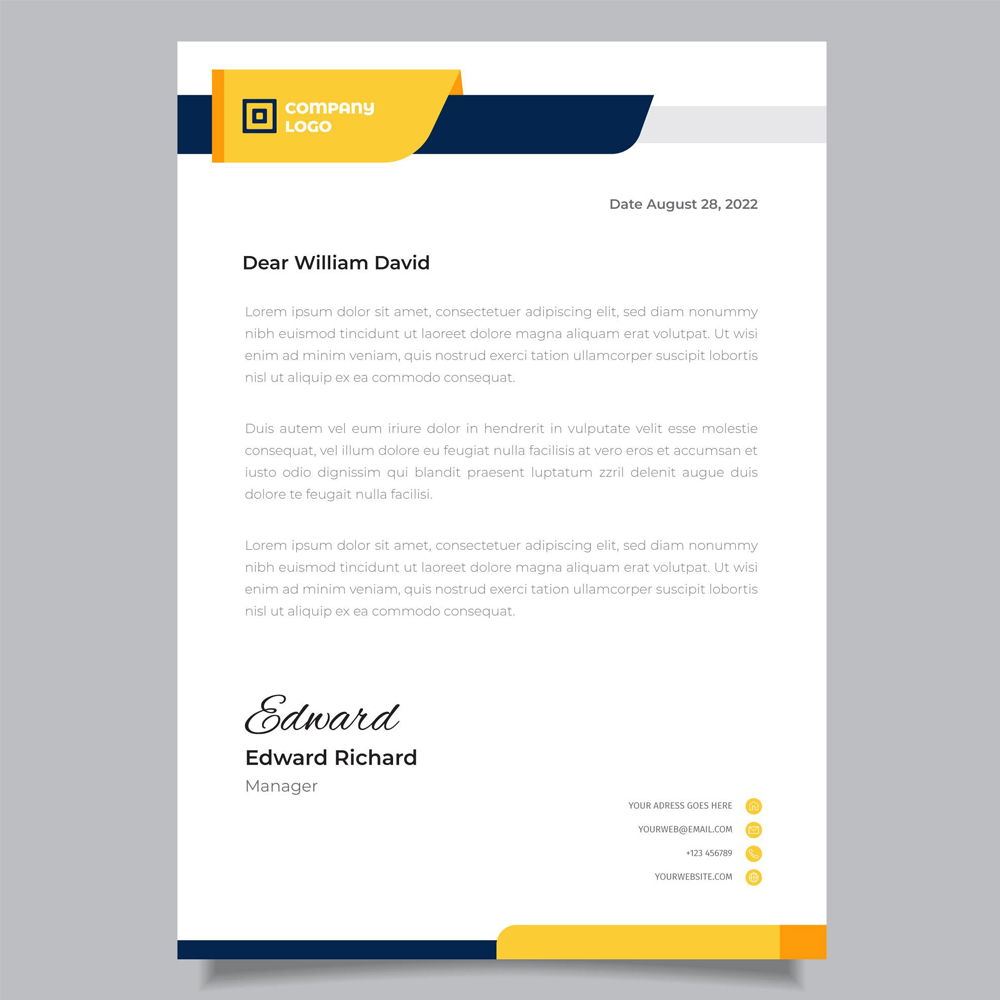 COMPANY
LOGO
Date August 28, 2022
Dear William David
Lorem ipsum dolor sit amet, consectetuer adipiscing elit, sed diam nonummy
nibh euismod tincidunt ut laoreet dolore magna aliquam erat volutpat. Ut wisi
enim ad minim veniam, quis nostrud exerci tation ullamcorper suscipit lobortis
nisl ut aliquip ex ea commodo consequat.
Duis autem vel eum iriure dolor in hendrerit in vulputate velit esse molestie
consequat, vel illum dolore eu feugiat nulla facilisis at vero eros et accumsan et
iusto odio dignissim qui blandit praesent luptatum zzril delenit augue duis
dolore te feugait nulla facilisi.
Lorem ipsum dolor sit amet, consectetuer adipiscing elit, sed diam nonummy
nibh euismod tincidunt ut laoreet dolore magna aliquam erat volutpat. Ut wisi
enim ad minim veniam, quis nostrud exerci tation ullamcorper suscipit lobortis
nisl ut aliquip ex ea commodo consequat.
Edward
Edward Richard
Manager
YOUR ADRESS GOES HERE
YOURWEB@EMAIL.COM
+123 456789
YOURWEBSITE.COM